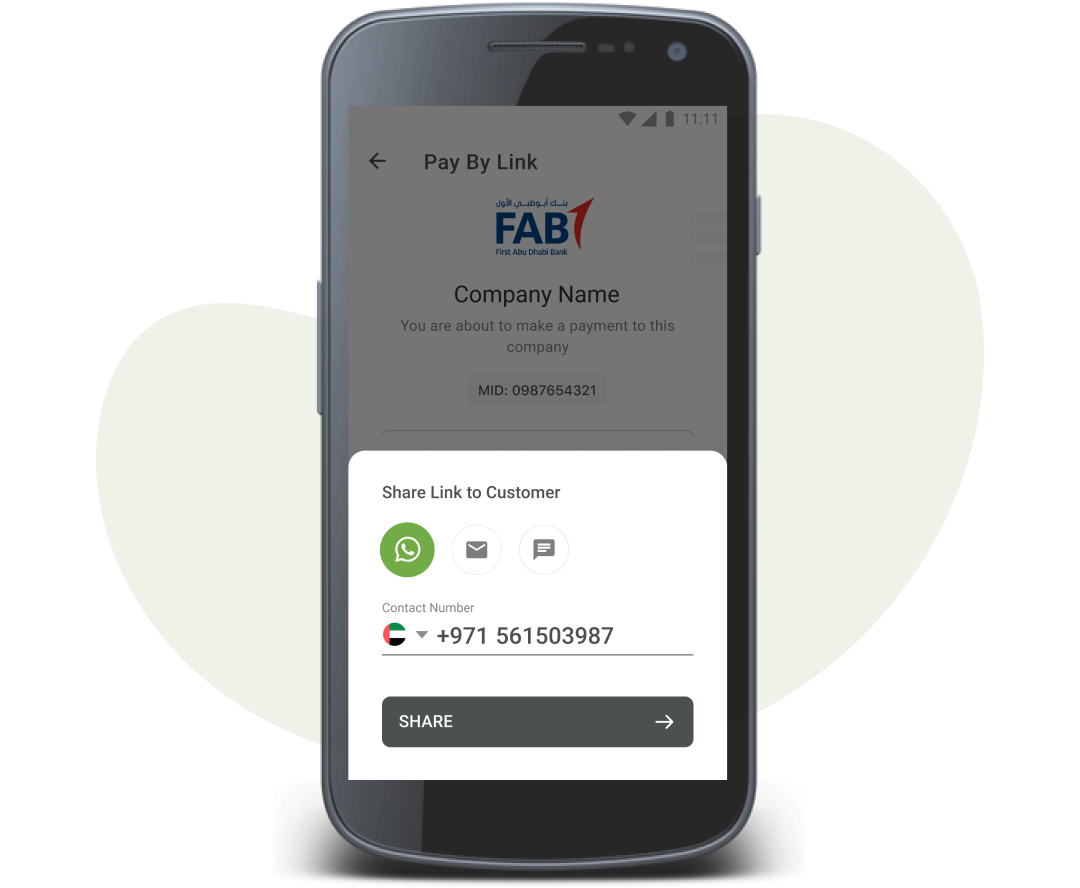 11:11
Pay By Link
بنك أبوظبي الأول
FAB
First Abu Dhabi Bank
Company Name
You are about to make a payment to this
company
MID: 0987654321
Share Link to Customer
Contact Number
+971 561503987
SHARE